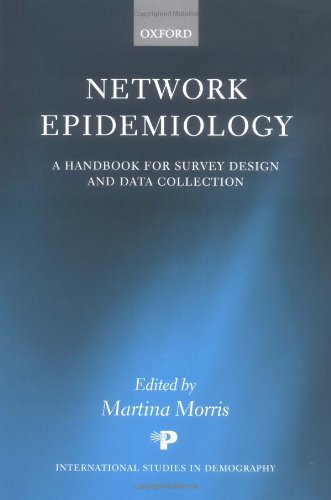 OXFORD
NETWORK
EPIDEMIOLOGY
A HANDBOOK FOR SURVEY DESIGN
AND DATA COLLECTION
Edited by
Martina Morris
P
INTERNATIONAL STUDIES IN DEMOGRAPHY